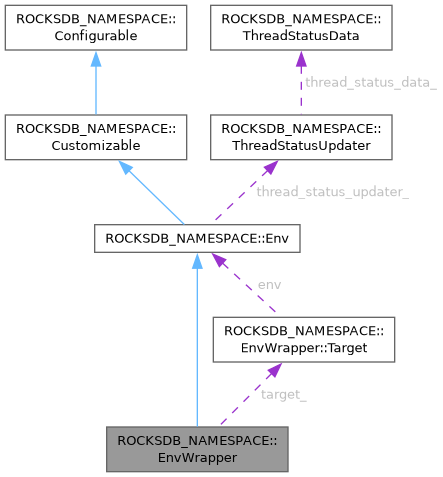 ROCKSDB_NAMESPACE::
Configurable
ROCKSDB_NAMESPACE::
ThreadStatusData
thread_status_data_
ROCKSDB_NAMESPACE::
Customizable
ROCKSDB_NAMESPACE::
ThreadStatusUpdater
thread_status_updater_
ROCKSDB_NAMESPACE::Env
env
ROCKSDB_NAMESPACE::
EnvWrapper::Target
target_
ROCKSDB_NAMESPACE::
EnvWrapper